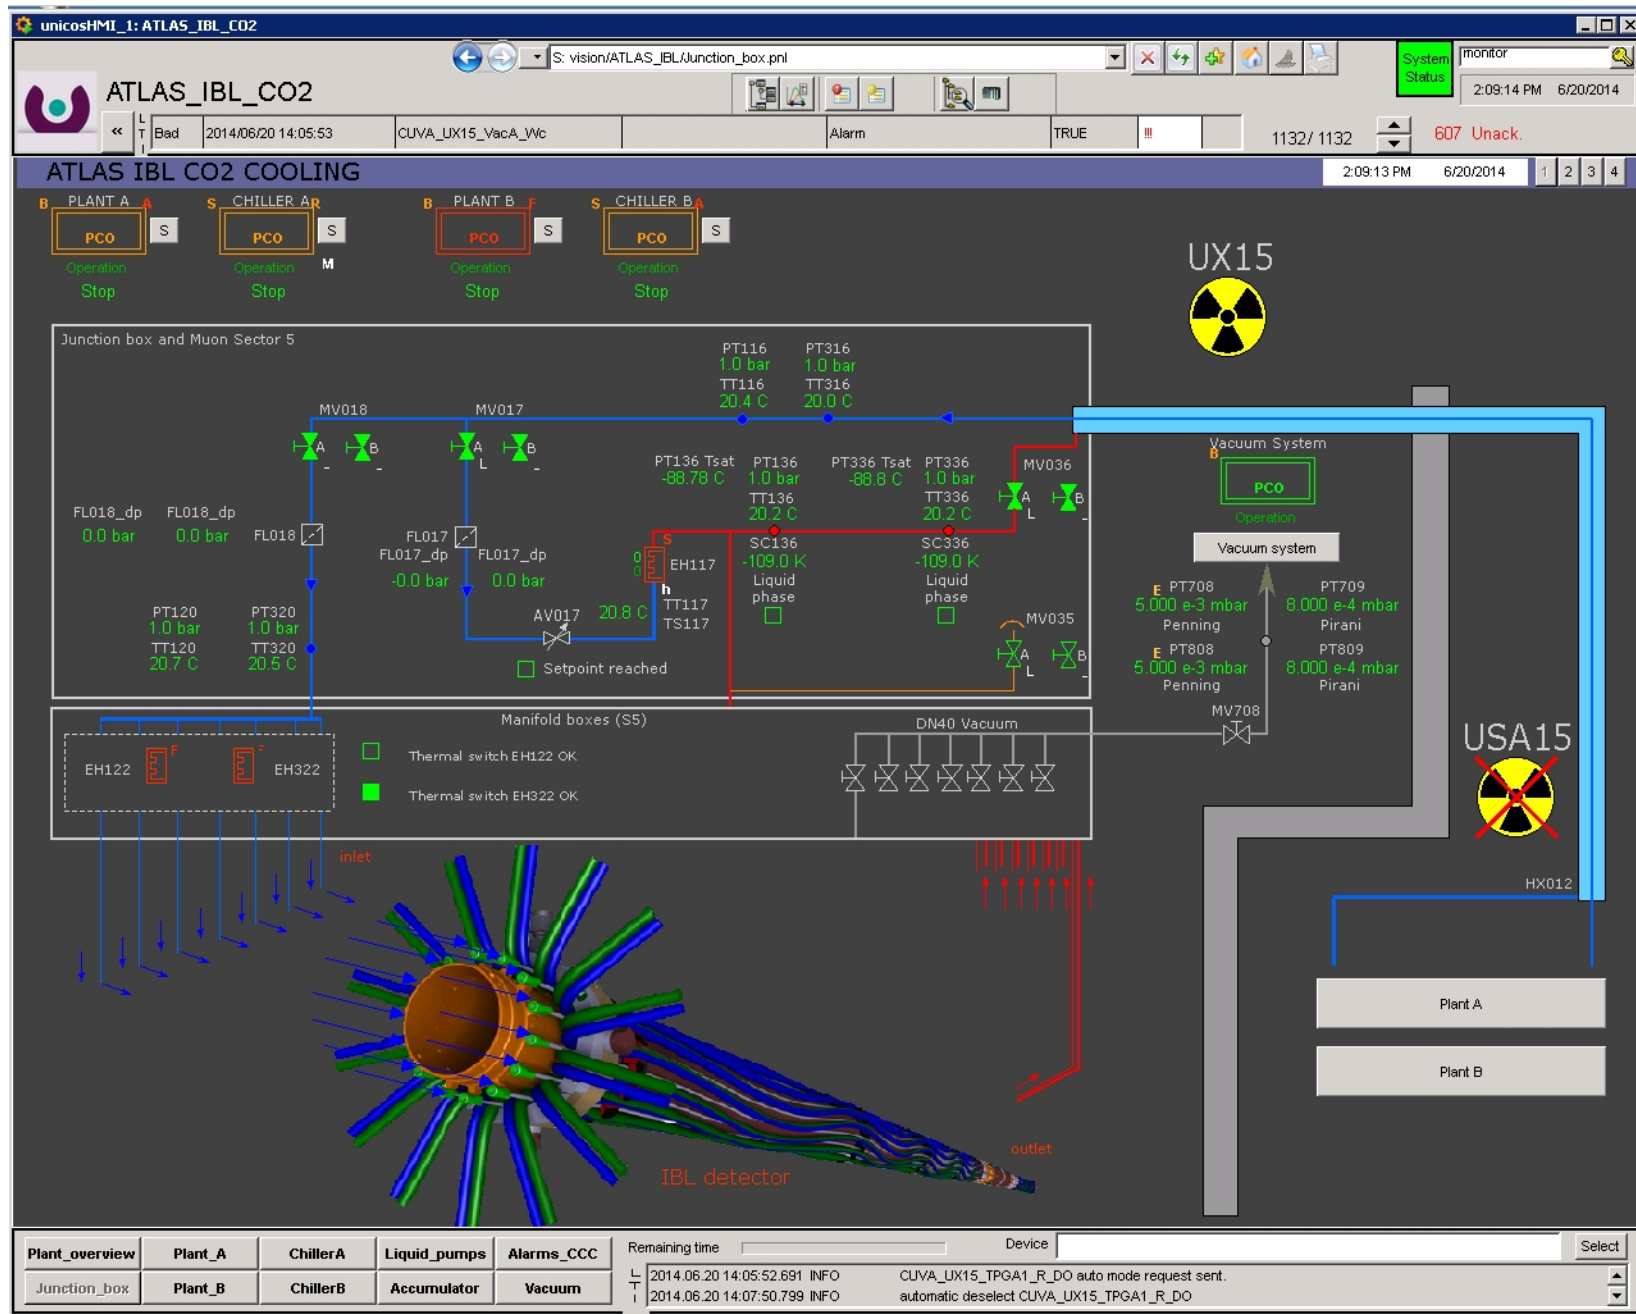 unicosHMI_1: ATLAS_IBL_CO2
S: vision/ATLAS_IBL/Junction_box.pnl
System Status
monitor
ATLAS_IBL_CO2
2:09:14 PM 6/20/2014
«
L
T
I
Bad 2014/06/20 14:05:53 CUVA_UX15_VacA_Wc Alarm TRUE !!!
1132/ 1132
607 Unack.
ATLAS IBL CO2 COOLING
2:09:13 PM 6/20/2014 1 2 3 4
B PLANT A A
PCO
S
Operation
Stop
S CHILLER A R
PCO
S
Operation M
Stop
B PLANT B F
PCO
S
Operation
Stop
S CHILLER B A
PCO
S
Operation
Stop
UX15
Junction box and Muon Sector 5
PT116 PT316
1.0 bar 1.0 bar
TT116 TT316
20.4 C 20.0 C
MV018 MV017
A B A B
_ L _
Vacuum System
B
PCO
Operation
Vacuum system
PT136 Tsat PT136 PT336 Tsat PT336 MV036
-88.78 C 1.0 bar -88.8 C 1.0 bar
TT136 TT336 A B
20.2 C 20.2 C L _
FL018_dp FL018_dp
0.0 bar 0.0 bar FL018
FL017
FL017_dp FL017_dp
-0.0 bar 0.0 bar
S
0
0
EH117
h
SC136 SC336
-109.0 K -109.0 K
Liquid phase Liquid phase
TT117
TS117
20.8 C
AV017
Setpoint reached
MV035
A B
L _
PT120 PT320
1.0 bar 1.0 bar
TT120 TT320
20.7 C 20.5 C
E PT708 PT709
5.000 e-3 mbar 8.000 e-4 mbar
Penning Pirani
E PT808 PT809
5.000 e-3 mbar 8.000 e-4 mbar
Penning Pirani
MV708
Manifold boxes (S5)
DN40 Vacuum
EH122 F EH322
Thermal switch EH122 OK
Thermal switch EH322 OK
USA15
inlet
HX012
Plant A
Plant B
outlet
IBL detector
Plant_overview Plant_A ChillerA Liquid_pumps Alarms_CCC
Junction_box Plant_B ChillerB Accumulator Vacuum
Remaining time
Device
Select
L
T
I
2014.06.20 14:05:52.691 INFO CUVA_UX15_TPGA1_R_DO auto mode request sent.
2014.06.20 14:07:50.799 INFO automatic deselect CUVA_UX15_TPGA1_R_DO